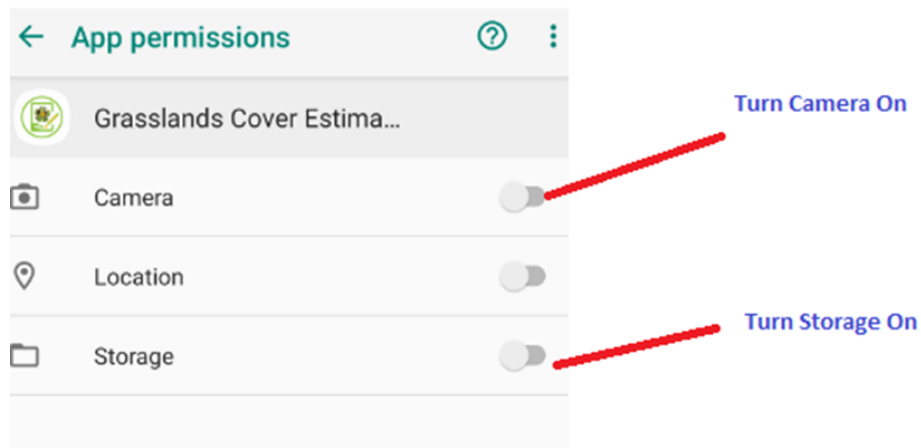 App permissions
Turn Camera On
Grasslands Cover Estima...
Camera
Location
Turn Storage On
Storage